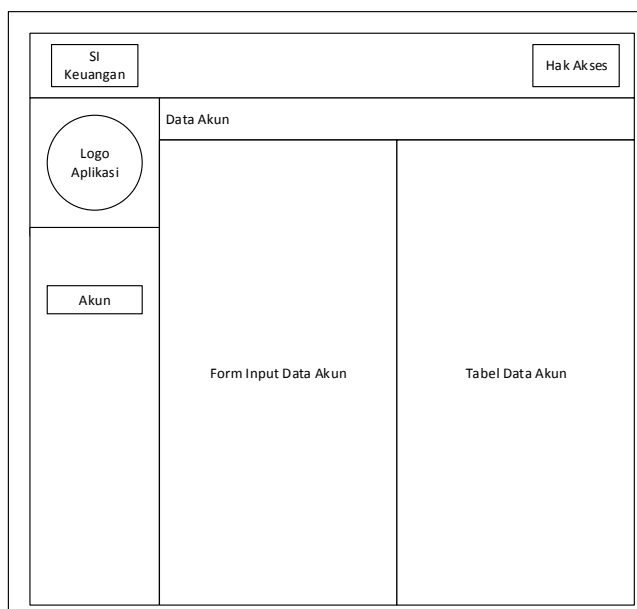 SI
Keuangan
Hak Akses
Data Akun
Logo
Aplikasi
Akun
Form Input Data Akun
Tabel Data Akun